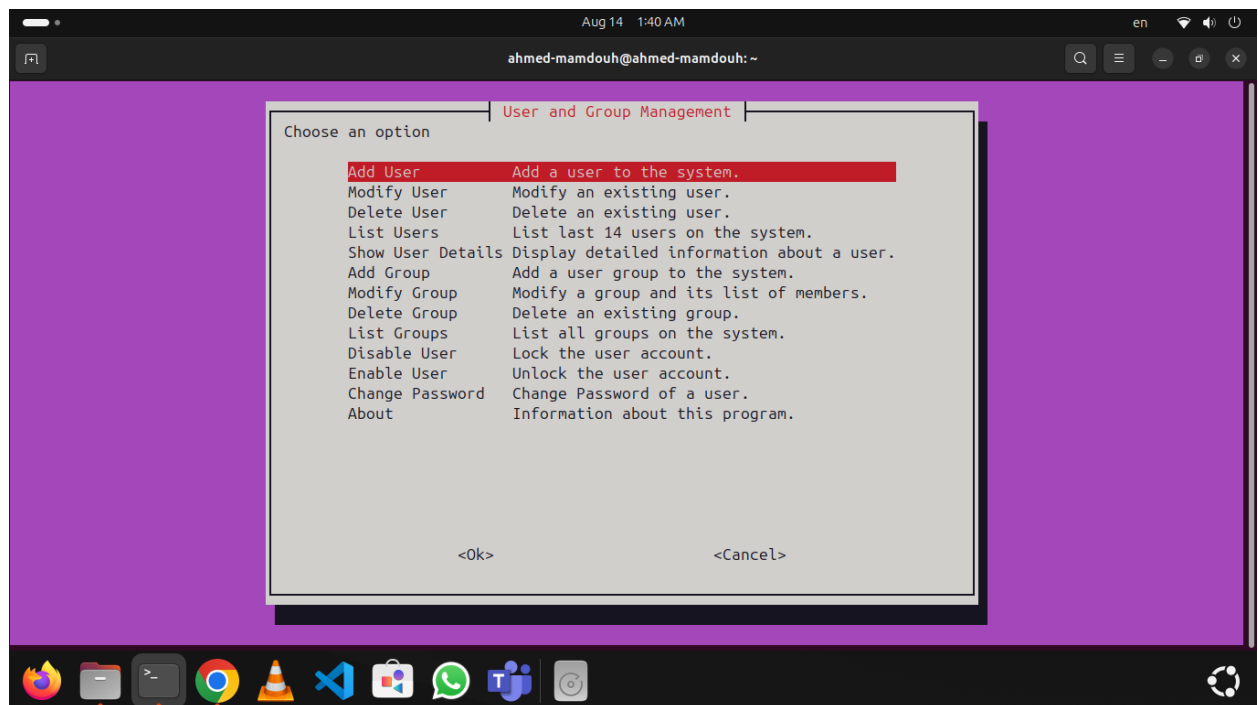 Aug 14 1:40 AM
en
ahmed-mamdouh@ahmed-mamdouh: ~
User and Group Management
Choose an option
Add User Add a user to the system.
Modify User Modify an existing user.
Delete User Delete an existing user.
List Users List last 14 users on the system.
Show User Details Display detailed information about a user.
Add Group Add a user group to the system.
Modify Group Modify a group and its list of members.
Delete Group Delete an existing group.
List Groups List all groups on the system.
Disable User Lock the user account.
Enable User Unlock the user account.
Change Password Change Password of a user.
About Information about this program.
<Ok> <Cancel>